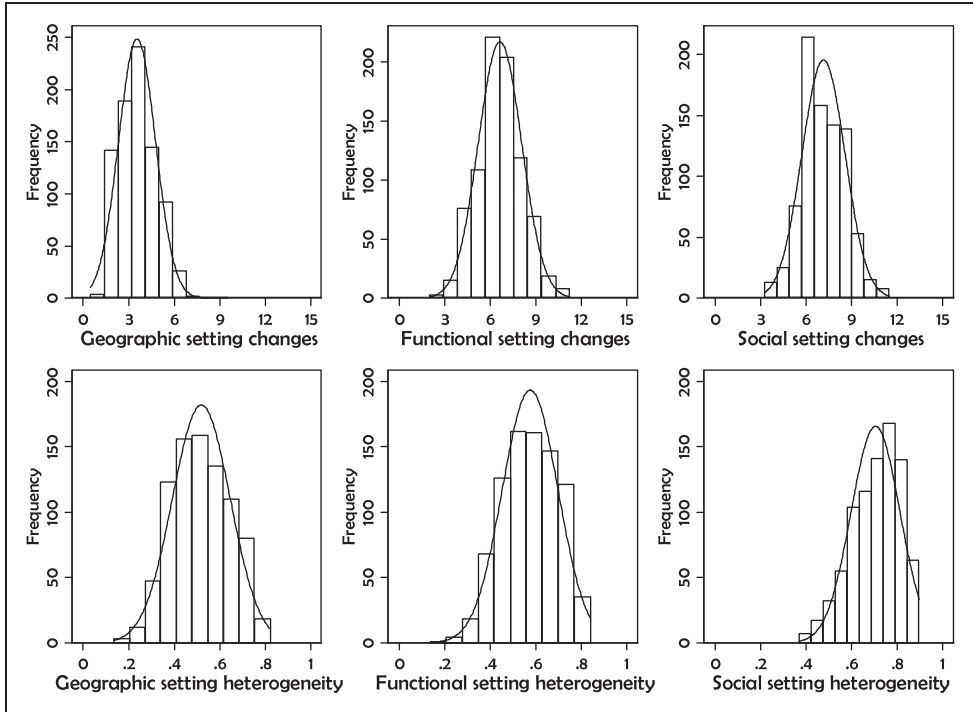 Frequency
0 50 100 150 200 250
0 3 6 9 12 15
Geographic setting changes
Frequency
0 50 100 150 200
0 3 6 9 12 15
Functional setting changes
Frequency
0 50 100 150 200
0 3 6 9 12 15
Social setting changes
Frequency
0 50 100 150 200
0 .2 .4 .6 .8 1
Geographic setting heterogeneity
Frequency
0 50 100 150 200
0 .2 .4 .6 .8 1
Functional setting heterogeneity
Frequency
0 50 100 150 200
0 .2 .4 .6 .8 1
Social setting heterogeneity